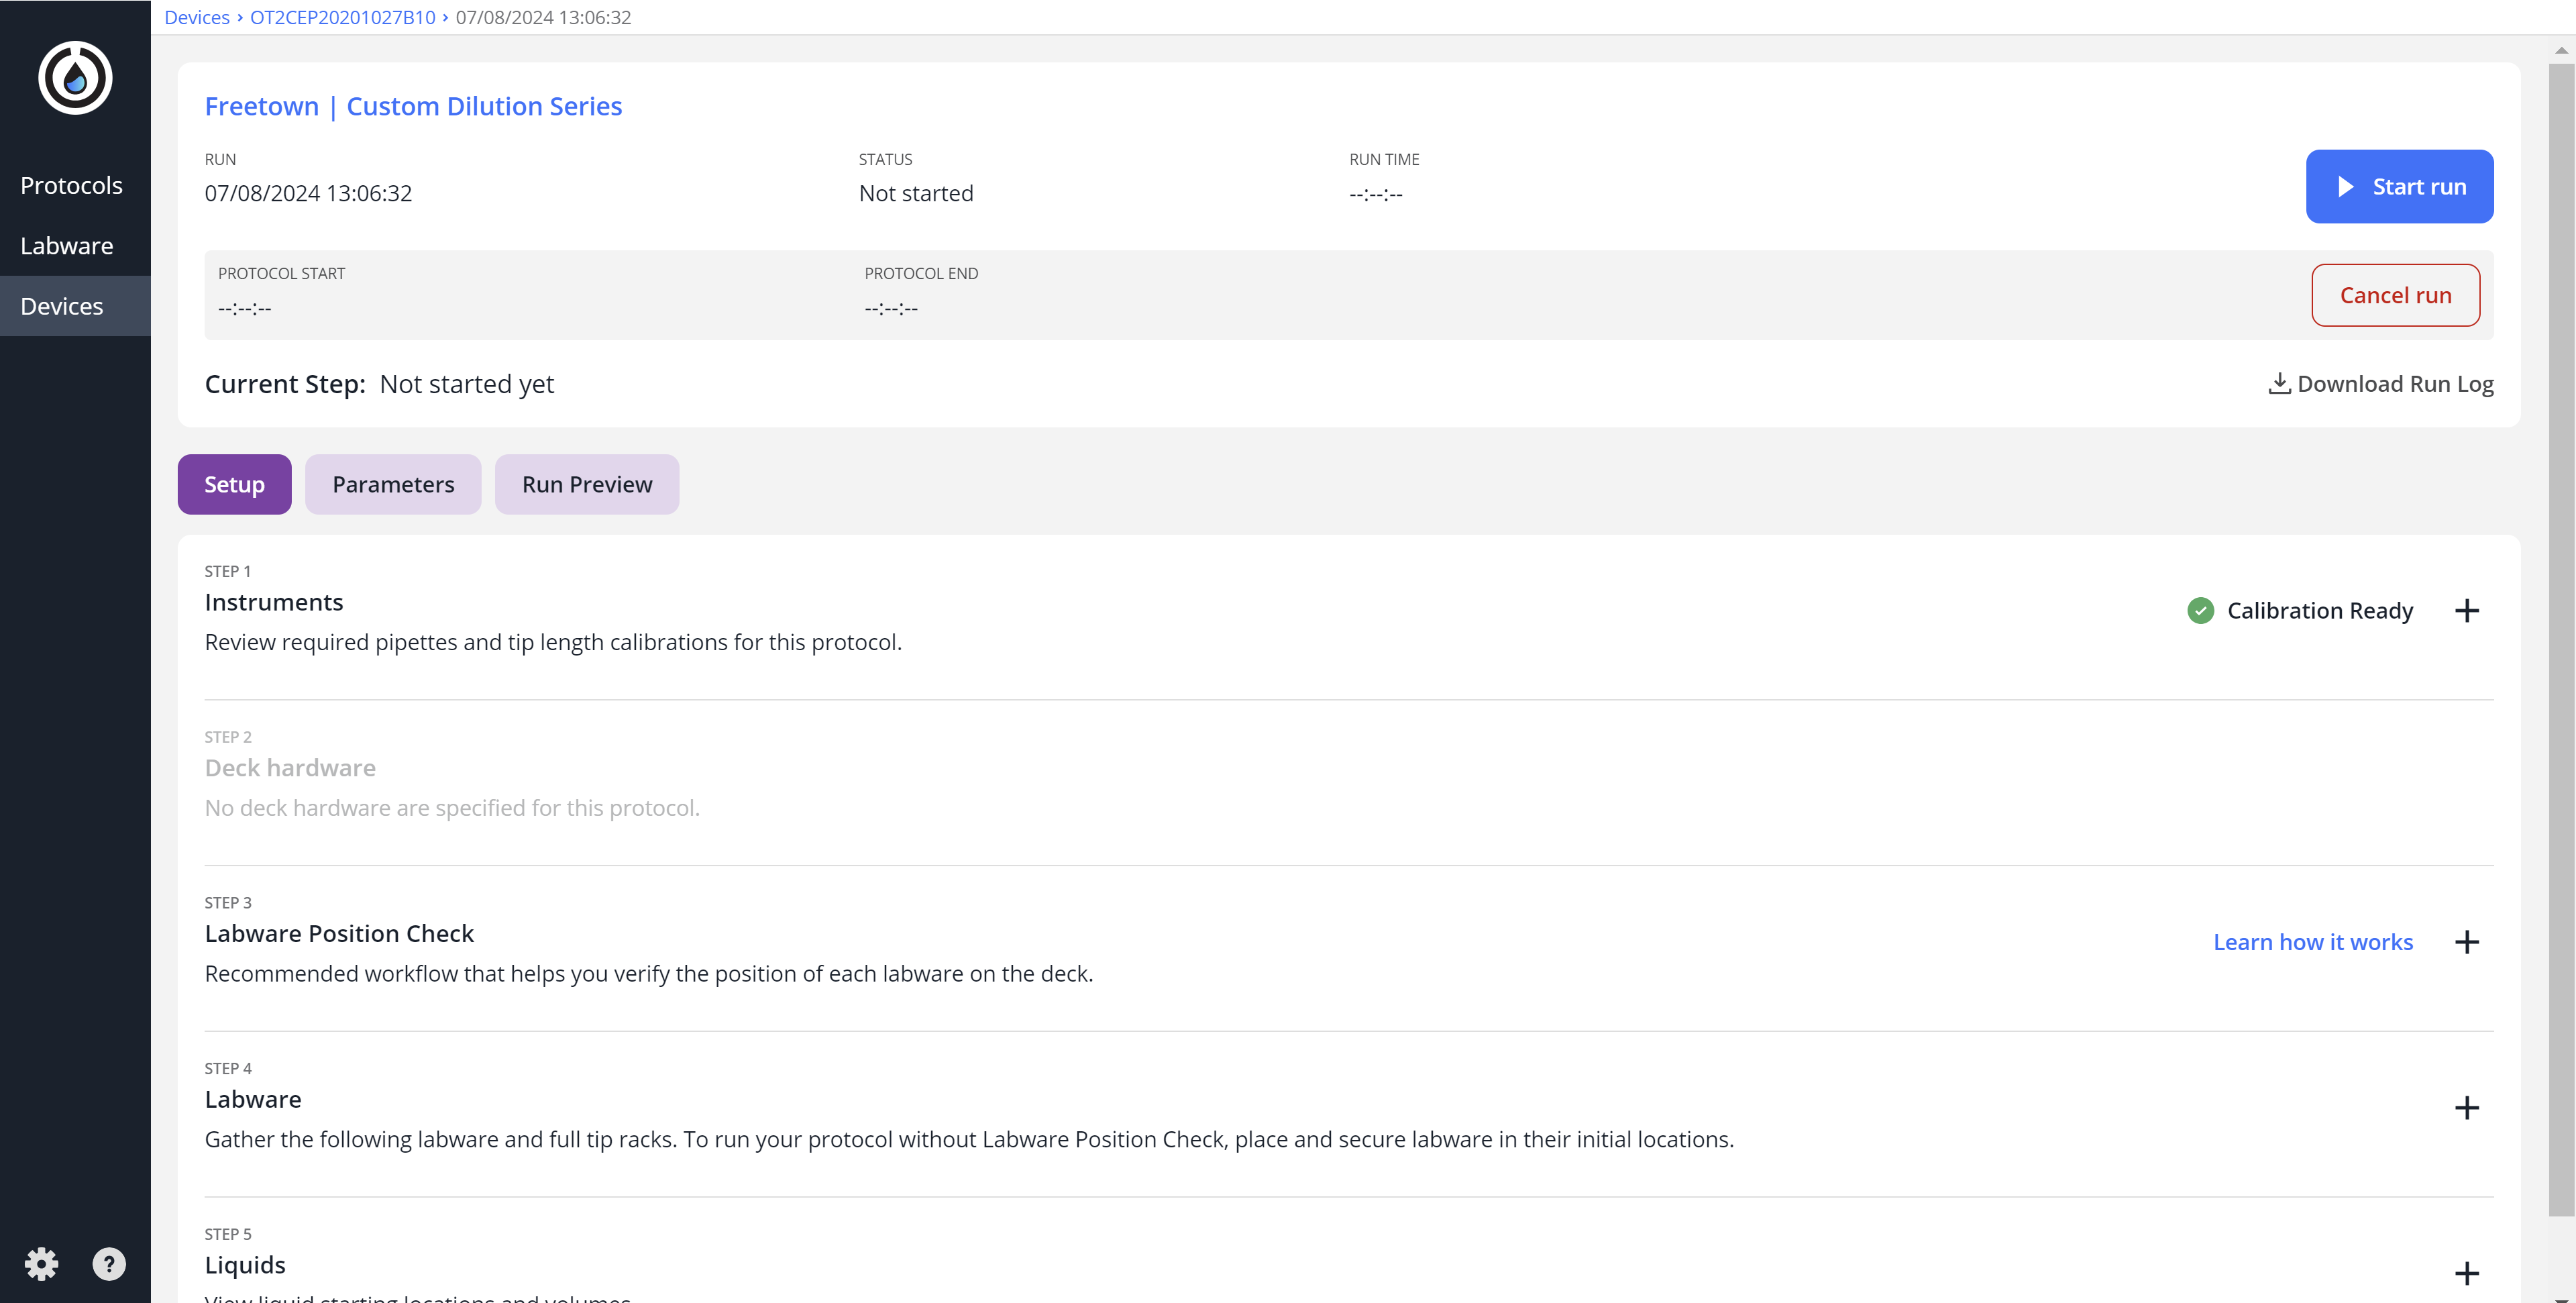 Devices › OT2CEP20201027B10 › 07/08/2024 13:06:32
Freetown | Custom Dilution Series
RUN
07/08/2024 13:06:32
STATUS
Not started
RUN TIME
--:--:--
Start run
PROTOCOL START
--:--:--
PROTOCOL END
--:--:--
Cancel run
Current Step: Not started yet
Download Run Log
Protocols
Labware
Devices
Setup
Parameters
Run Preview
STEP 1
Instruments
Review required pipettes and tip length calibrations for this protocol.
Calibration Ready
STEP 2
Deck hardware
No deck hardware are specified for this protocol.
STEP 3
Labware Position Check
Recommended workflow that helps you verify the position of each labware on the deck.
Learn how it works
STEP 4
Labware
Gather the following labware and full tip racks. To run your protocol without Labware Position Check, place and secure labware in their initial locations.
STEP 5
Liquids
View liquid starting locations and volumes